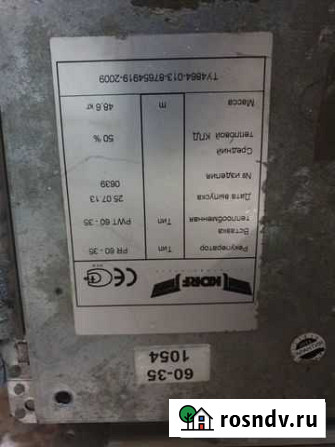 60-35
1054
KORF
CE
Рекуператор Тип PR 60 - 35
Вставка
теплообменная Тип PWT 60 - 35
Дата выпуска 25.07.13
№ изделия 0639
Средний
тепловой КПД 50 %
Масса m 48,6 кг
ТУ4864-013-87654919-2009
rosndv.ru